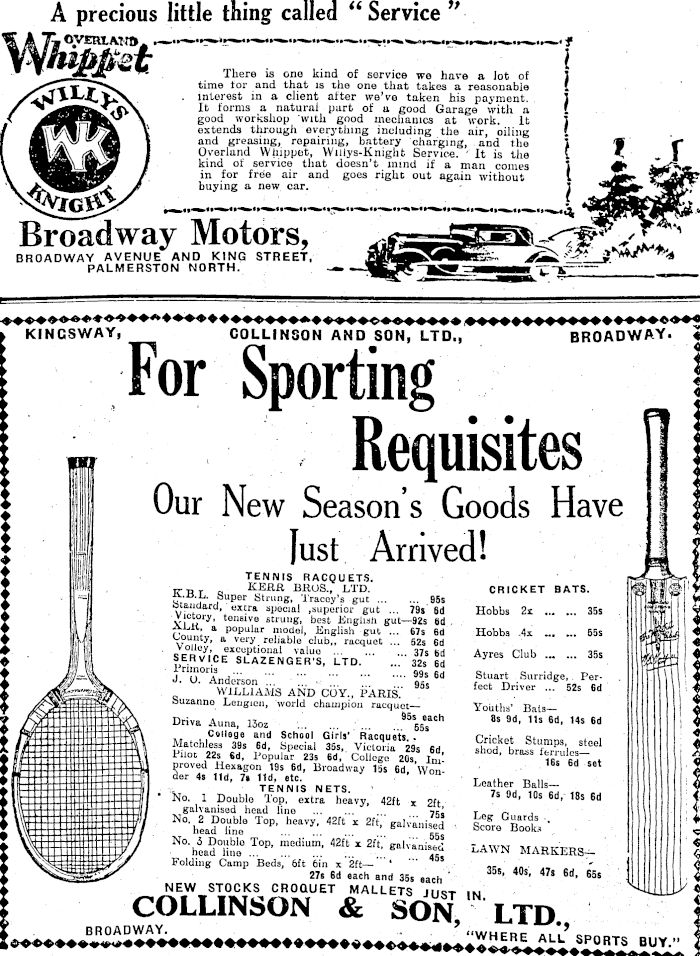 A precious little thing called "Service"
OVERLAND
Whippet
WILLYS
WK
KNIGHT
There is one kind of service we have a lot of
time for and that is the one that takes a reasonable
interest in a client after we've taken his payment.
It forms a natural part of a good Garage with a
good workshop with good mechanics at work. It
extends through everything including the air, oiling
and greasing, repairing, battery charging, and the
Overland Whippet, Willys-Knight Service. It is the
kind of service that doesn't mind if a man comes
in for free air and goes right out again without
buying a new car.
Broadway Motors,
BROADWAY AVENUE AND KING STREET,
PALMERSTON NORTH.
KINGSWAY, COLLINSON AND SON, LTD., BROADWAY.
For Sporting
Requisites
Our New Season's Goods Have
Just Arrived!
TENNIS RACQUETS.
KERR BROS., LTD.
K.B.L. Super Strung, Tracey's gut ... ... 95s
Standard, extra special ,superior gut ... 79s 6d
Victory, tensive strung, best English gut—92s 6d
XLR, a popular model, English gut ... 67s 6d
County, a very reliable club,, racquet ... 52s 6d
Volley, exceptional value ... ... ... 37s 6d
SERVICE SLAZENGER'S, LTD. ... 32s 6d
Primoris ... ... ... ... ... 99s 6d
J. O. Anderson ... ... ... ... 95s
WILLIAMS AND COY., PARIS.
Suzanne Lenglen, world champion racquet—
95s each
Driva Auna, 13oz ... ... ... ... 55s
College and School Girls' Racquets.
Matchless 39s 6d, Special 35s, Victoria 29s 6d,
Pilot 22s 6d, Popular 23s 6d, College 20s, Im-
proved Hexagon 19s 6d, Broadway 15s 6d, Won-
der 4s 11d, 7s 11d, etc.
TENNIS NETS.
No. 1 Double Top, extra heavy, 42ft x 2ft,
galvanised head line ... ... ... ... 75s
No. 2 Double Top, heavy, 42ft x 2ft, galvanised
head line ... ... ... ... 55s
No. 3 Double Top, medium, 42ft x 2ft, galvanised
head line ... ... ... ... 45s
Folding Camp Beds, 6ft 6in x 2ft—
27s 6d each and 35s each
CRICKET BATS.
Hobbs 2x ... ... 35s
Hobbs .4x ... ... 55s
Ayres Club ... ... 35s
Stuart Surridge, Per-
fect Driver ... 52s 6d
Youths' Bats—
8s 9d, 11s 6d, 14s 6d
Cricket Stumps, steel
shod, brass ferrules—
16s 6d set
Leather Balls—
7s 9d, 10s 6d, 18s 6d
Leg Guards
Score Books
LAWN MARKERS—
35s, 40s, 47s 6d, 65s
NEW STOCKS CROQUET MALLETS JUST IN.
COLLINSON & SON, LTD.,
BROADWAY. "WHERE ALL SPORTS BUY."